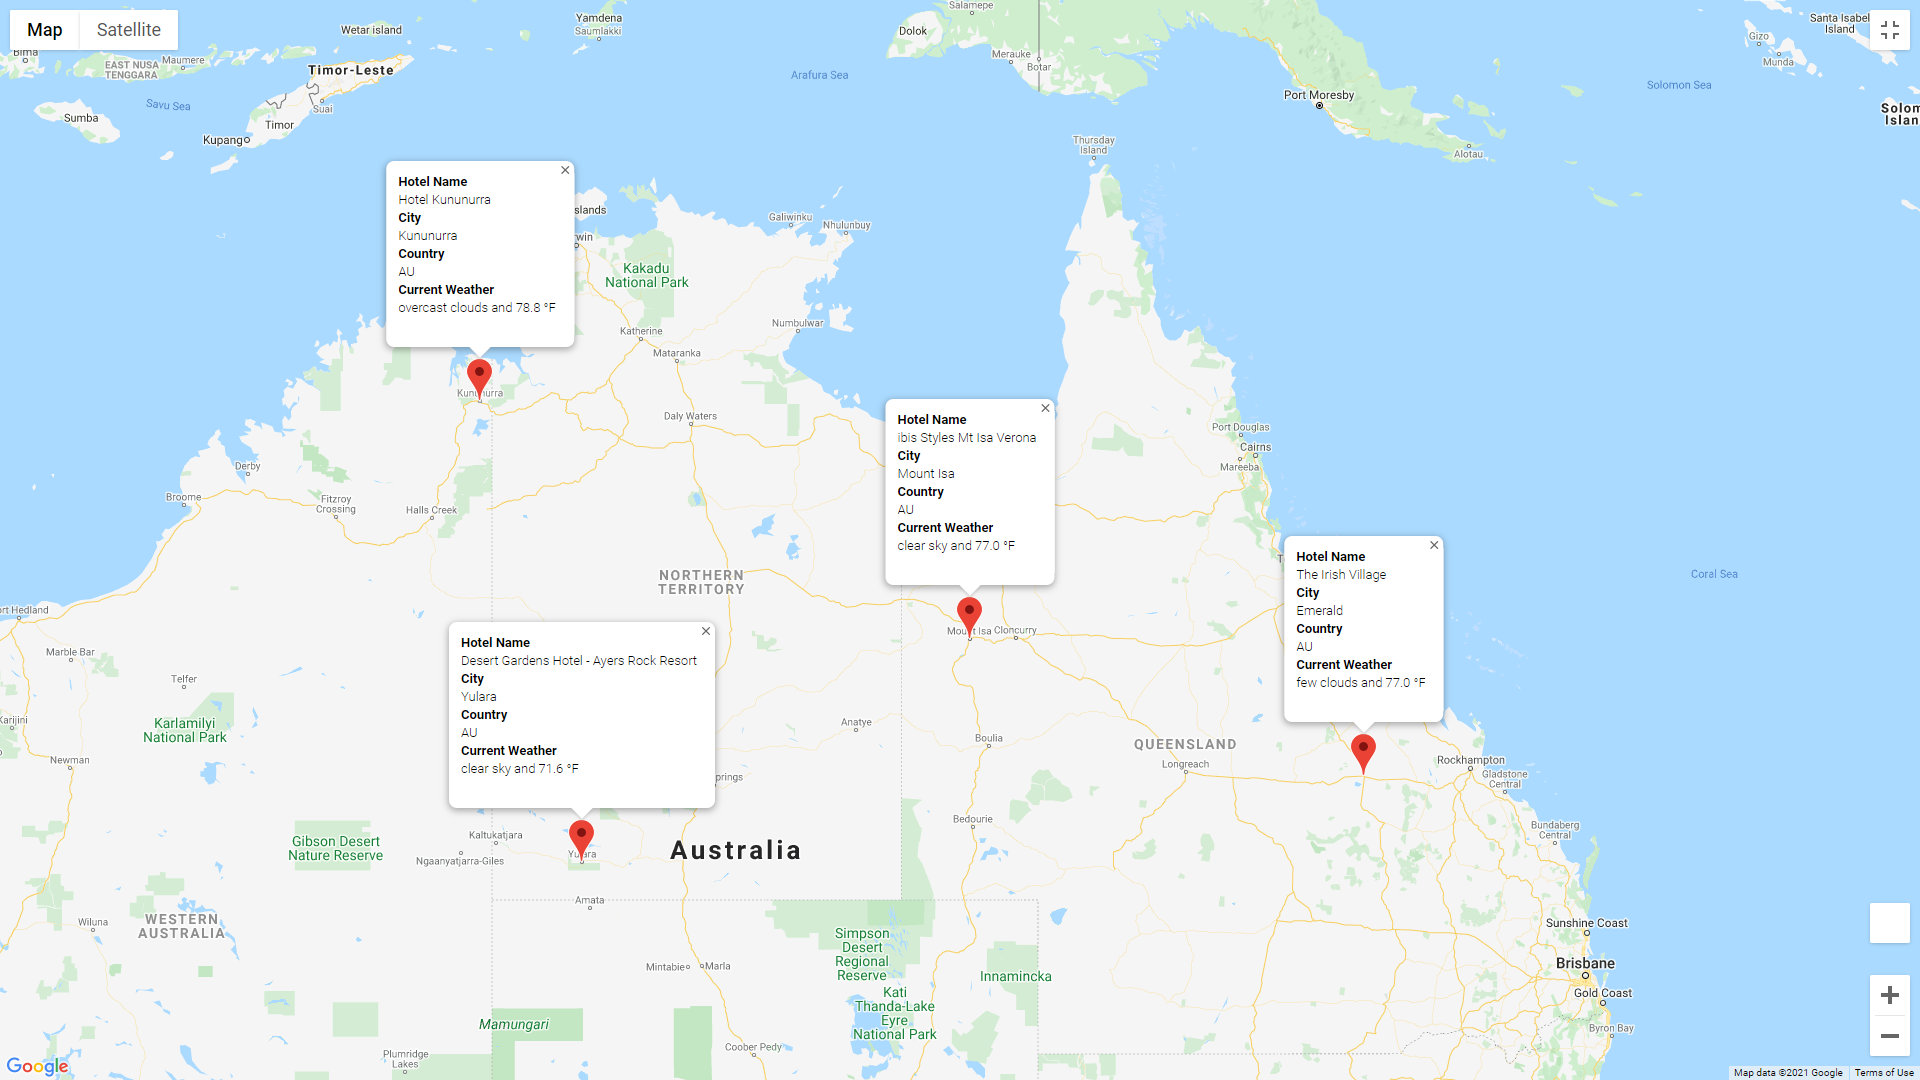 Map
Satellite
Wetar island
Yamdena
Saumlakki
Salamepe
Dolok
Merauke
Botar
Santa Isabel
Island
Gizo
Munda
Bima
EAST NUSA
TENGGARA
Maumere
Timor-Leste
Arafura Sea
Solomon Sea
Savu Sea
Suai
Port Moresby
Sumba
Timor
Kupang
Thursday
Island
Alotau
Hotel Name
Hotel Kununurra
City
Kununurra
Country
AU
Current Weather
overcast clouds and 78.8 °F
Galiwinku
Nhulunbuy
Kakadu
National Park
Numbulwar
Katherine
Mataranka
Kununurra
Daly Waters
Hotel Name
ibis Styles Mt Isa Verona
City
Mount Isa
Country
AU
Current Weather
clear sky and 77.0 °F
Port Douglas
Cairns
Mareeba
Derby
Broome
Fitzroy
Crossing
Halls Creek
Hotel Name
The Irish Village
City
Emerald
Country
AU
Current Weather
few clouds and 77.0 °F
Coral Sea
NORTHERN
TERRITORY
Mount Isa
Cloncurry
Hotel Name
Desert Gardens Hotel - Ayers Rock Resort
City
Yulara
Country
AU
Current Weather
clear sky and 71.6 °F
Marble Bar
Telfer
Karlamilyi
National Park
Newman
Anatye
Boulia
QUEENSLAND
Longreach
Rockhampton
Gladstone
Central
Bedourie
Bundaberg
Central
Gibson Desert
Nature Reserve
Kaltukatjara
Ngaanyatjarra-Giles
Yulara
Australia
Amata
Wiluna
WESTERN
AUSTRALIA
Simpson
Desert
Regional
Reserve
Sunshine Coast
Brisbane
Mintabie
Marla
Innamincka
Kati
Thanda-Lake
Eyre
National Park
Gold Coast
Mamungari
Byron Bay
Plumridge
Lakes
Coober Pedy
Google
Map data ©2021 Google
Terms of Use